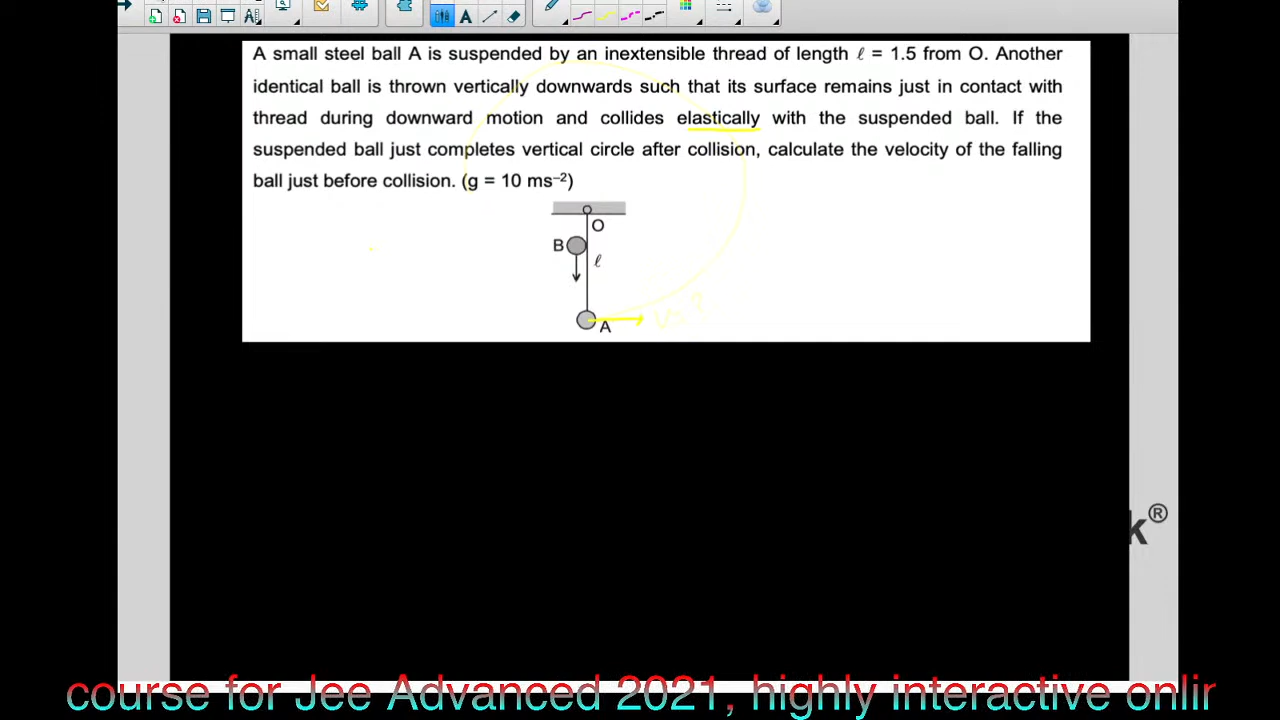 A small steel ball A is suspended by an inextensible thread of length ℓ = 1.5 from O. Another
identical ball is thrown vertically downwards such that its surface remains just in contact with
thread during downward motion and collides elastically with the suspended ball. If the
suspended ball just completes vertical circle after collision, calculate the velocity of the falling
ball just before collision. (g = 10 ms⁻²)
O
B
ℓ
A
k®
course for Jee Advanced 2021, highly interactive onlir